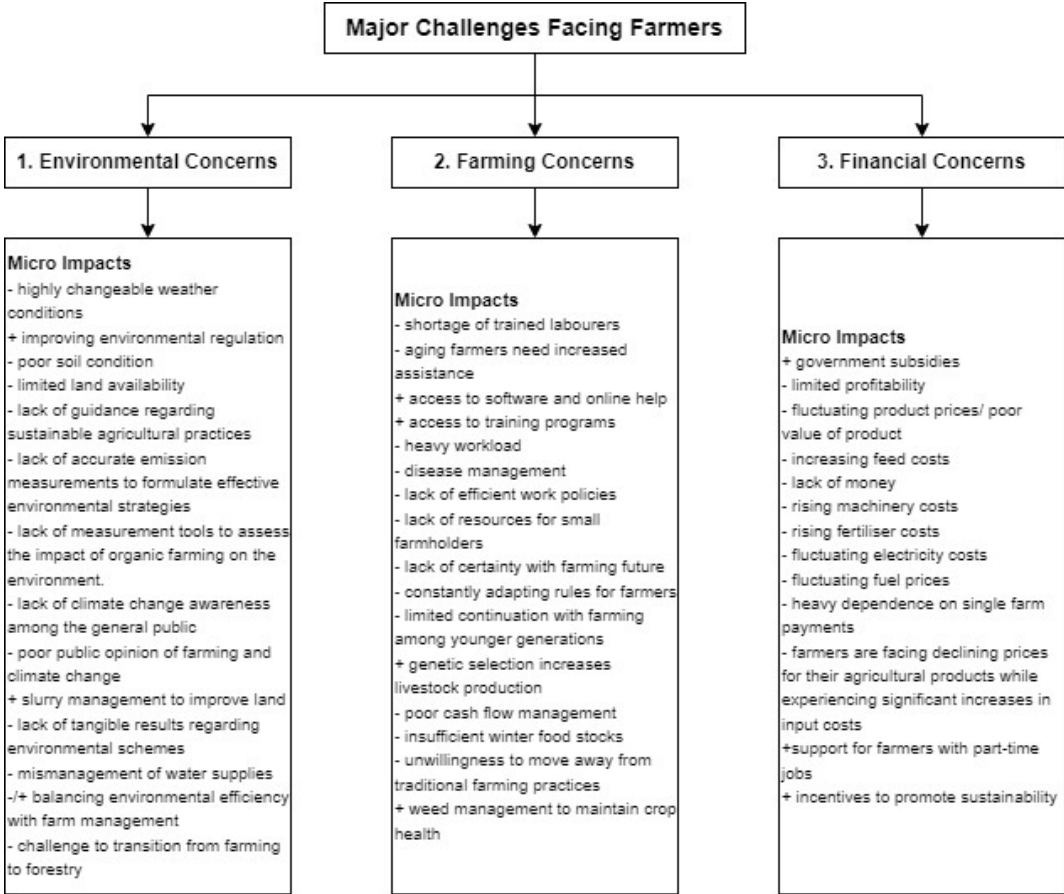 Major Challenges Facing Farmers
1. Environmental Concerns
Micro Impacts
- highly changeable weather
conditions
+ improving environmental regulation
- poor soil condition
- limited land availability
- lack of guidance regarding
sustainable agricultural practices
- lack of accurate emission
measurements to formulate effective
environmental strategies
- lack of measurement tools to assess
the impact of organic farming on the
environment.
- lack of climate change awareness
among the general public
- poor public opinion of farming and
climate change
+ slurry management to improve land
- lack of tangible results regarding
environmental schemes
- mismanagement of water supplies
-/+ balancing environmental efficiency
with farm management
- challenge to transition from farming
to forestry
2. Farming Concerns
Micro Impacts
- shortage of trained labourers
- aging farmers need increased
assistance
+ access to software and online help
+ access to training programs
- heavy workload
- disease management
- lack of efficient work policies
- lack of resources for small
farmholders
- lack of certainty with farming future
- constantly adapting rules for farmers
- limited continuation with farming
among younger generations
+ genetic selection increases
livestock production
- poor cash flow management
- insufficient winter food stocks
- unwillingness to move away from
traditional farming practices
+ weed management to maintain crop
health
3. Financial Concerns
Micro Impacts
+ government subsidies
- limited profitability
- fluctuating product prices/ poor
value of product
- increasing feed costs
- lack of money
- rising machinery costs
- rising fertiliser costs
- fluctuating electricity costs
- fluctuating fuel prices
- heavy dependence on single farm
payments
- farmers are facing declining prices
for their agricultural products while
experiencing significant increases in
input costs
+support for farmers with part-time
jobs
+ incentives to promote sustainability